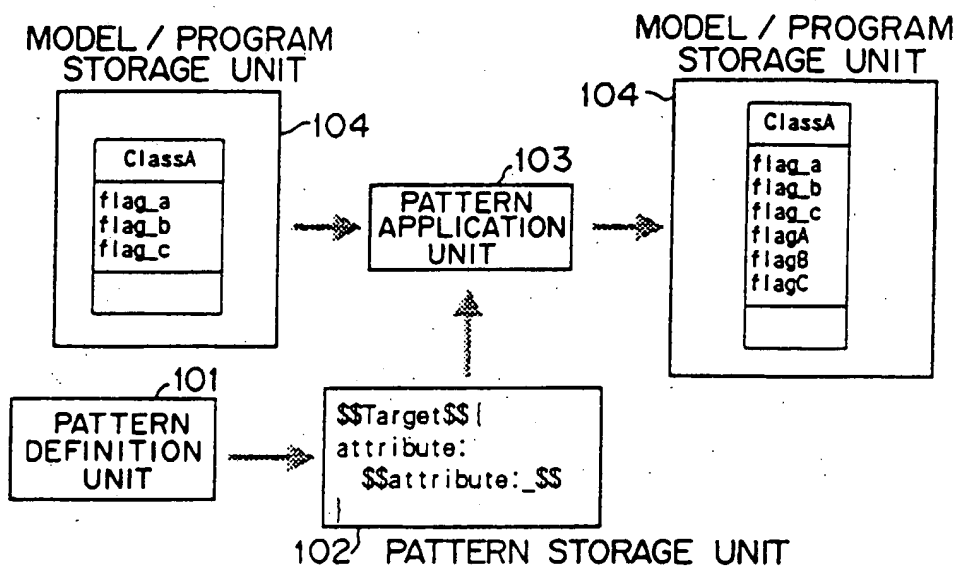 MODEL / PROGRAM
STORAGE UNIT
104
ClassA
flag_a
flag_b
flag_c
103
PATTERN
APPLICATION
UNIT
MODEL / PROGRAM
STORAGE UNIT
104
ClassA
flag_a
flag_b
flag_c
flagA
flagB
flagC
101
PATTERN
DEFINITION
UNIT
$$Target$$ {
attribute:
$$attribute:_$$
}
102 PATTERN STORAGE UNIT